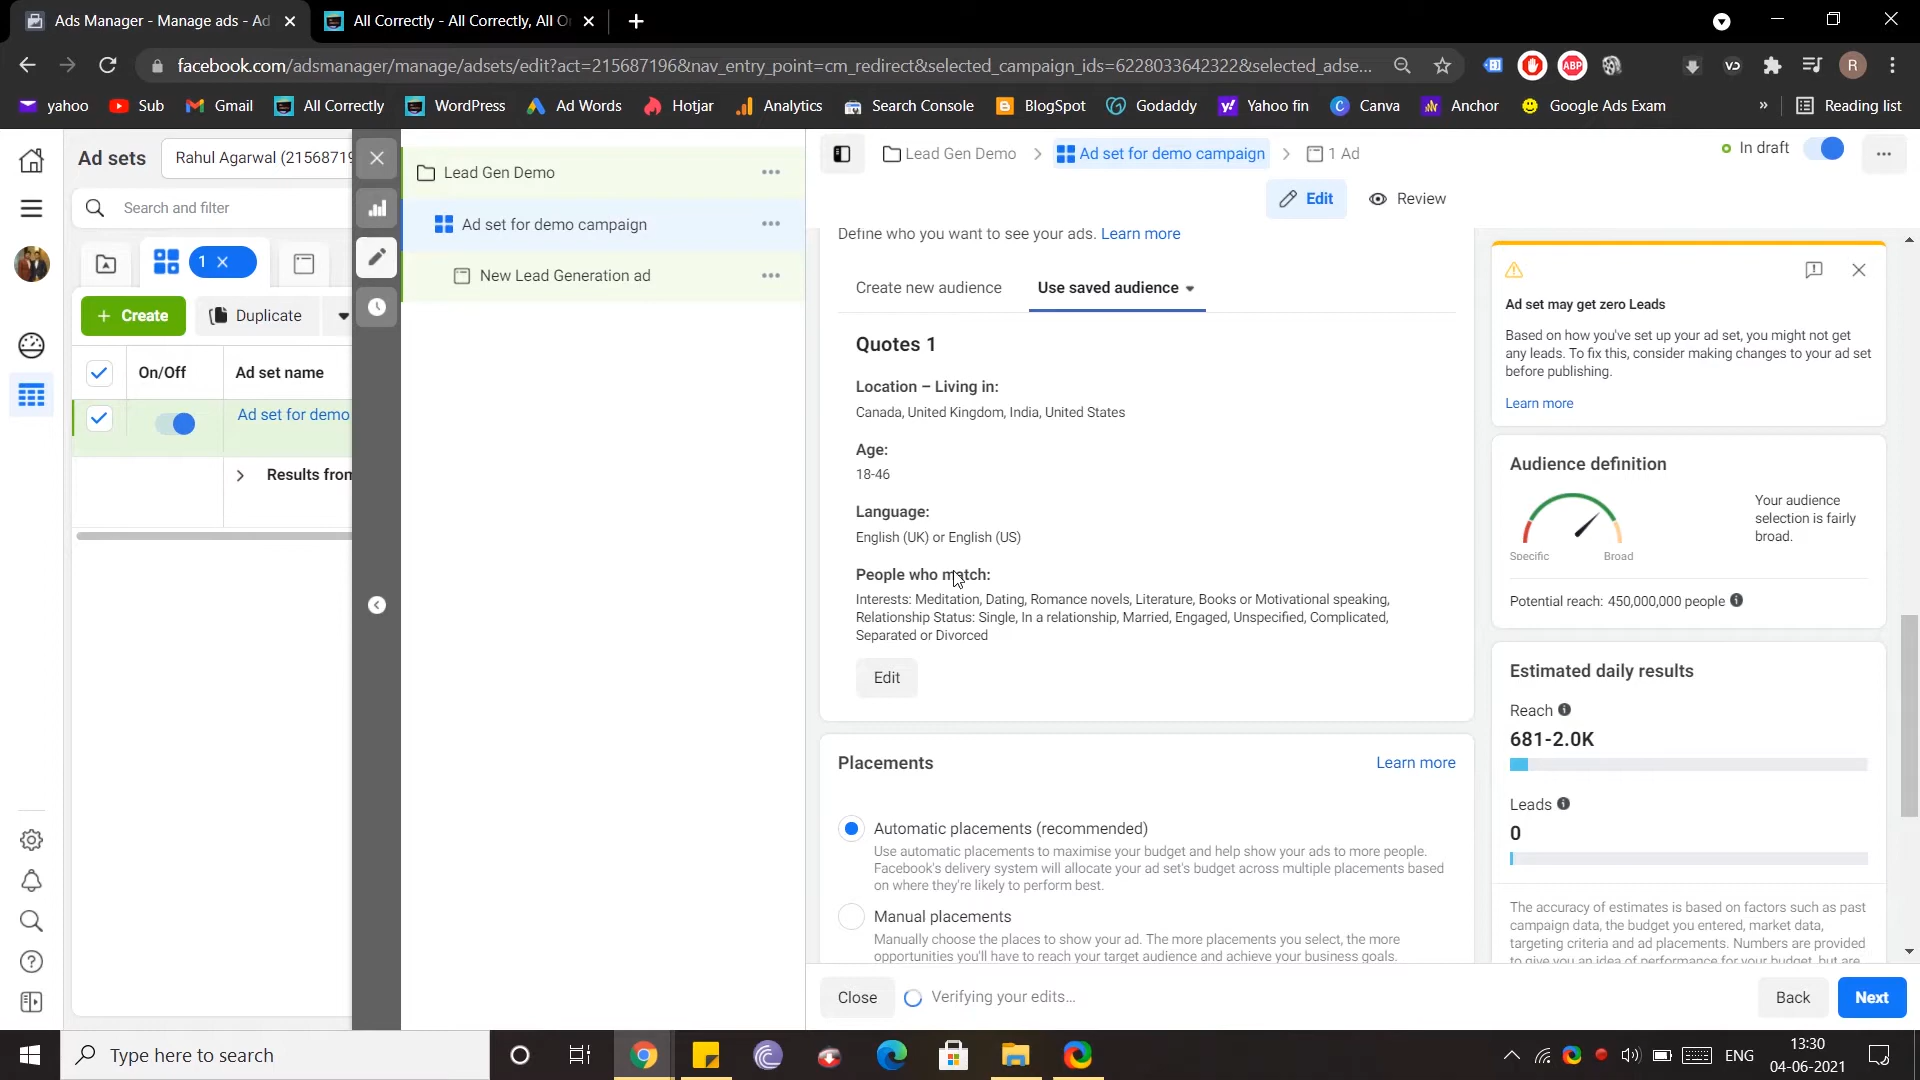 Ads Manager - Manage ads - Ad
All Correctly - All Correctly, All O
facebook.com/adsmanager/manage/adsets/edit?act=215687196&nav_entry_point=cm_redirect&selected_campaign_ids=6228033642322&selected_adse...
ABP
R
yahoo
Sub
Gmail
All Correctly
WordPress
Ad Words
Hotjar
Analytics
Search Console
BlogSpot
Godaddy
Yahoo fin
Canva
Anchor
Google Ads Exam
»
Reading list
Ad sets
Rahul Agarwal (21568719
Search and filter
1
+ Create
Duplicate
On/Off
Ad set name
Ad set for demo
Results from
Lead Gen Demo
Ad set for demo campaign
New Lead Generation ad
Lead Gen Demo
Ad set for demo campaign
1 Ad
In draft
Edit
Review
Define who you want to see your ads. Learn more
Create new audience
Use saved audience
Quotes 1
Location – Living in:
Canada, United Kingdom, India, United States
Age:
18-46
Language:
English (UK) or English (US)
People who match:
Interests: Meditation, Dating, Romance novels, Literature, Books or Motivational speaking,
Relationship Status: Single, In a relationship, Married, Engaged, Unspecified, Complicated,
Separated or Divorced
Edit
Placements
Learn more
Automatic placements (recommended)
Use automatic placements to maximise your budget and help show your ads to more people.
Facebook's delivery system will allocate your ad set's budget across multiple placements based
on where they're likely to perform best.
Manual placements
Manually choose the places to show your ad. The more placements you select, the more
opportunities you'll have to reach your target audience and achieve your business goals.
Close
Verifying your edits...
Back
Next
Ad set may get zero Leads
Based on how you've set up your ad set, you might not get
any leads. To fix this, consider making changes to your ad set
before publishing.
Learn more
Audience definition
Specific
Broad
Your audience
selection is fairly
broad.
Potential reach: 450,000,000 people
Estimated daily results
Reach
681-2.0K
Leads
0
The accuracy of estimates is based on factors such as past
campaign data, the budget you entered, market data,
targeting criteria and ad placements. Numbers are provided
to give you an idea of performance for your budget, but are
Type here to search
ENG
13:30
04-06-2021